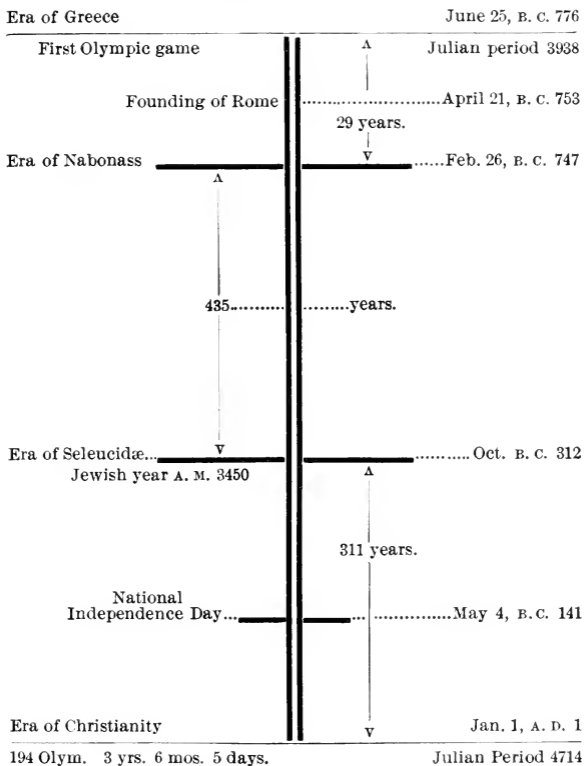 Era of Greece June 25, B. C. 776
First Olympic game Julian period 3938
Founding of Rome ........................April 21, B. C. 753
29 years.
Era of Nabonass ......Feb. 26, B. C. 747
435..........
.........years.
Era of Seleucidæ... .......... Oct. B. C. 312
Jewish year A. M. 3450
311 years.
National
Independence Day... ... ..............May 4, B. C. 141
Era of Christianity Jan. 1, A. D. 1
194 Olym. 3 yrs. 6 mos. 5 days. Julian Period 4714